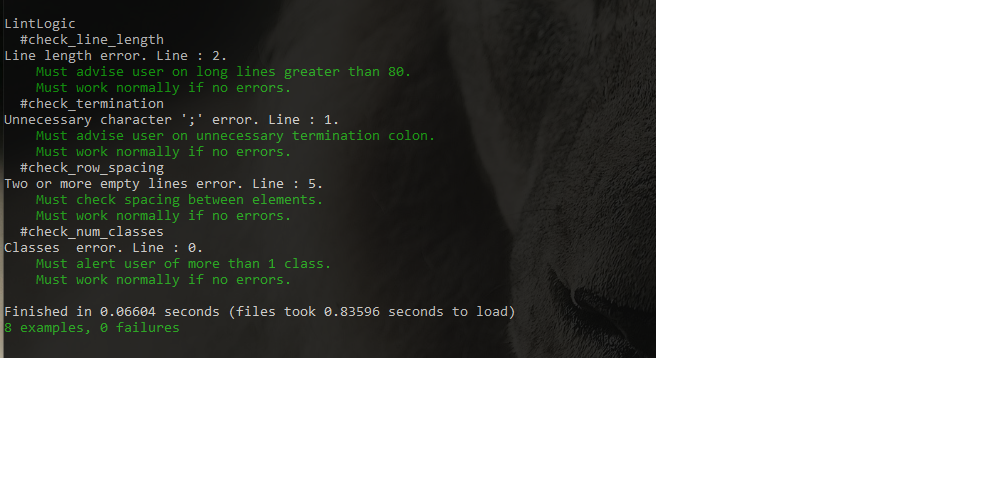 LintLogic
  #check_line_length
Line length error. Line : 2.
    Must advise user on long lines greater than 80.
    Must work normally if no errors.
  #check_termination
Unnecessary character ';' error. Line : 1.
    Must advise user on unnecessary termination colon.
    Must work normally if no errors.
  #check_row_spacing
Two or more empty lines error. Line : 5.
    Must check spacing between elements.
    Must work normally if no errors.
  #check_num_classes
Classes  error. Line : 0.
    Must alert user of more than 1 class.
    Must work normally if no errors.
Finished in 0.06604 seconds (files took 0.83596 seconds to load)
8 examples, 0 failures